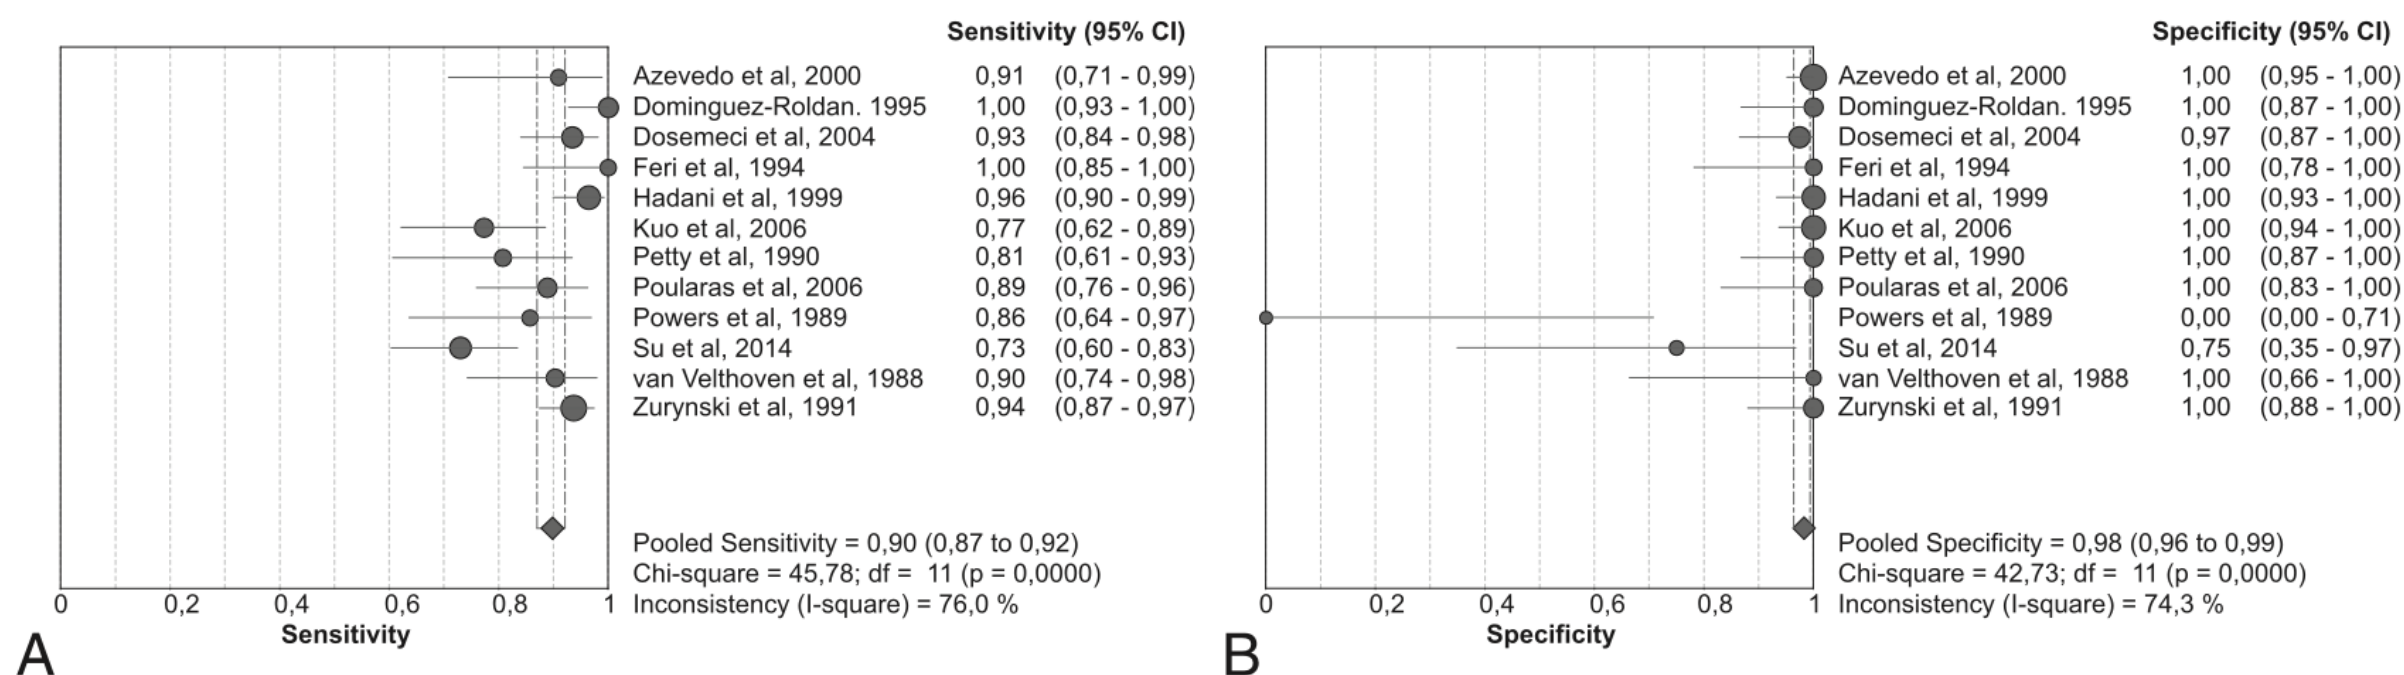 Sensitivity (95% CI)
Azevedo et al, 2000 0,91 (0,71 - 0,99)
Dominguez-Roldan. 1995 1,00 (0,93 - 1,00)
Dosemeci et al, 2004 0,93 (0,84 - 0,98)
Feri et al, 1994 1,00 (0,85 - 1,00)
Hadani et al, 1999 0,96 (0,90 - 0,99)
Kuo et al, 2006 0,77 (0,62 - 0,89)
Petty et al, 1990 0,81 (0,61 - 0,93)
Poularas et al, 2006 0,89 (0,76 - 0,96)
Powers et al, 1989 0,86 (0,64 - 0,97)
Su et al, 2014 0,73 (0,60 - 0,83)
van Velthoven et al, 1988 0,90 (0,74 - 0,98)
Zurynski et al, 1991 0,94 (0,87 - 0,97)
Pooled Sensitivity = 0,90 (0,87 to 0,92)
Chi-square = 45,78; df = 11 (p = 0,0000)
Inconsistency (I-square) = 76,0 %
0 0,2 0,4 0,6 0,8 1
Sensitivity
A
Specificity (95% CI)
Azevedo et al, 2000 1,00 (0,95 - 1,00)
Dominguez-Roldan. 1995 1,00 (0,87 - 1,00)
Dosemeci et al, 2004 0,97 (0,87 - 1,00)
Feri et al, 1994 1,00 (0,78 - 1,00)
Hadani et al, 1999 1,00 (0,93 - 1,00)
Kuo et al, 2006 1,00 (0,94 - 1,00)
Petty et al, 1990 1,00 (0,87 - 1,00)
Poularas et al, 2006 1,00 (0,83 - 1,00)
Powers et al, 1989 0,00 (0,00 - 0,71)
Su et al, 2014 0,75 (0,35 - 0,97)
van Velthoven et al, 1988 1,00 (0,66 - 1,00)
Zurynski et al, 1991 1,00 (0,88 - 1,00)
Pooled Specificity = 0,98 (0,96 to 0,99)
Chi-square = 42,73; df = 11 (p = 0,0000)
Inconsistency (I-square) = 74,3 %
0 0,2 0,4 0,6 0,8 1
Specificity
B